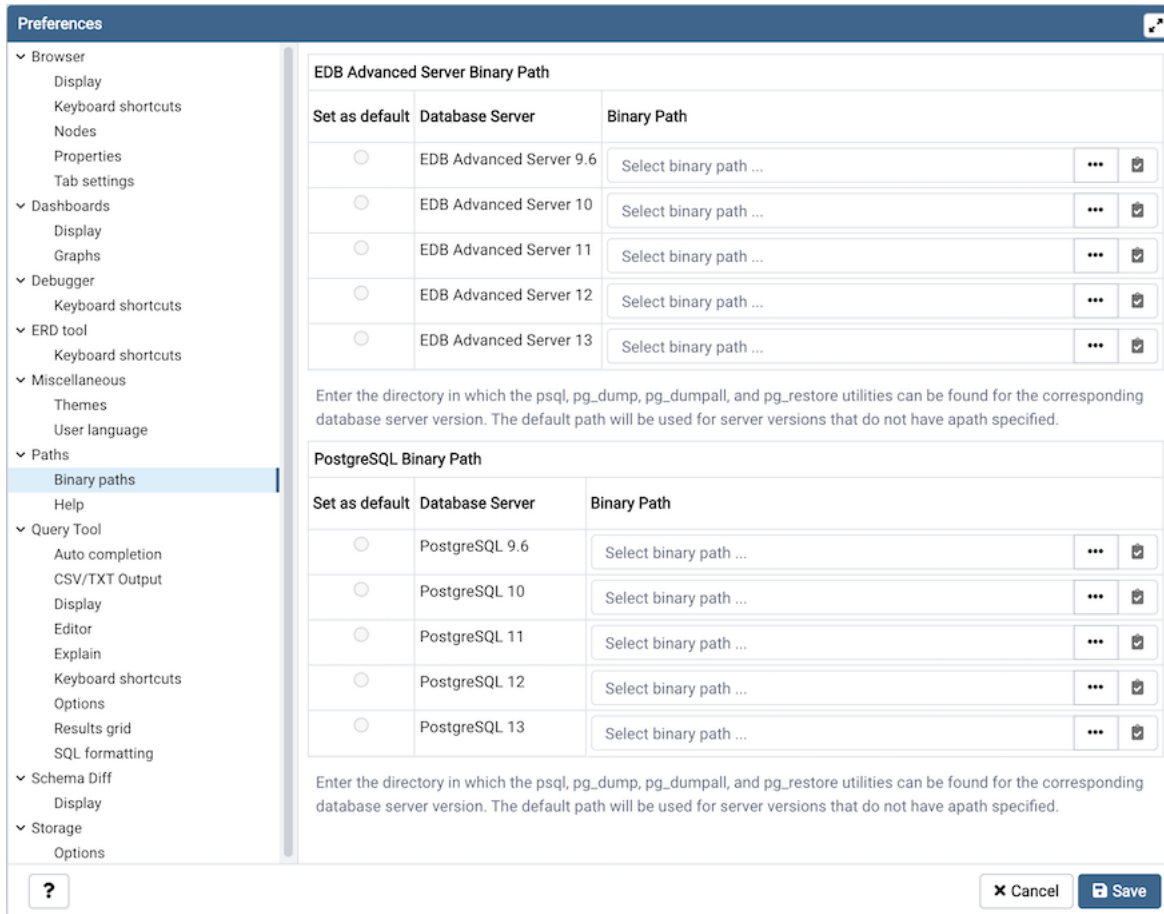 Preferences
Browser
Display
Keyboard shortcuts
Nodes
Properties
Tab settings
Dashboards
Display
Graphs
Debugger
Keyboard shortcuts
ERD tool
Keyboard shortcuts
Miscellaneous
Themes
User language
Paths
Binary paths
Help
Query Tool
Auto completion
CSV/TXT Output
Display
Editor
Explain
Keyboard shortcuts
Options
Results grid
SQL formatting
Schema Diff
Display
Storage
Options
EDB Advanced Server Binary Path
Set as default Database Server Binary Path
EDB Advanced Server 9.6 Select binary path ...
EDB Advanced Server 10 Select binary path ...
EDB Advanced Server 11 Select binary path ...
EDB Advanced Server 12 Select binary path ...
EDB Advanced Server 13 Select binary path ...
Enter the directory in which the psql, pg_dump, pg_dumpall, and pg_restore utilities can be found for the corresponding
database server version. The default path will be used for server versions that do not have apath specified.
PostgreSQL Binary Path
Set as default Database Server Binary Path
PostgreSQL 9.6 Select binary path ...
PostgreSQL 10 Select binary path ...
PostgreSQL 11 Select binary path ...
PostgreSQL 12 Select binary path ...
PostgreSQL 13 Select binary path ...
Enter the directory in which the psql, pg_dump, pg_dumpall, and pg_restore utilities can be found for the corresponding
database server version. The default path will be used for server versions that do not have apath specified.
? Cancel Save